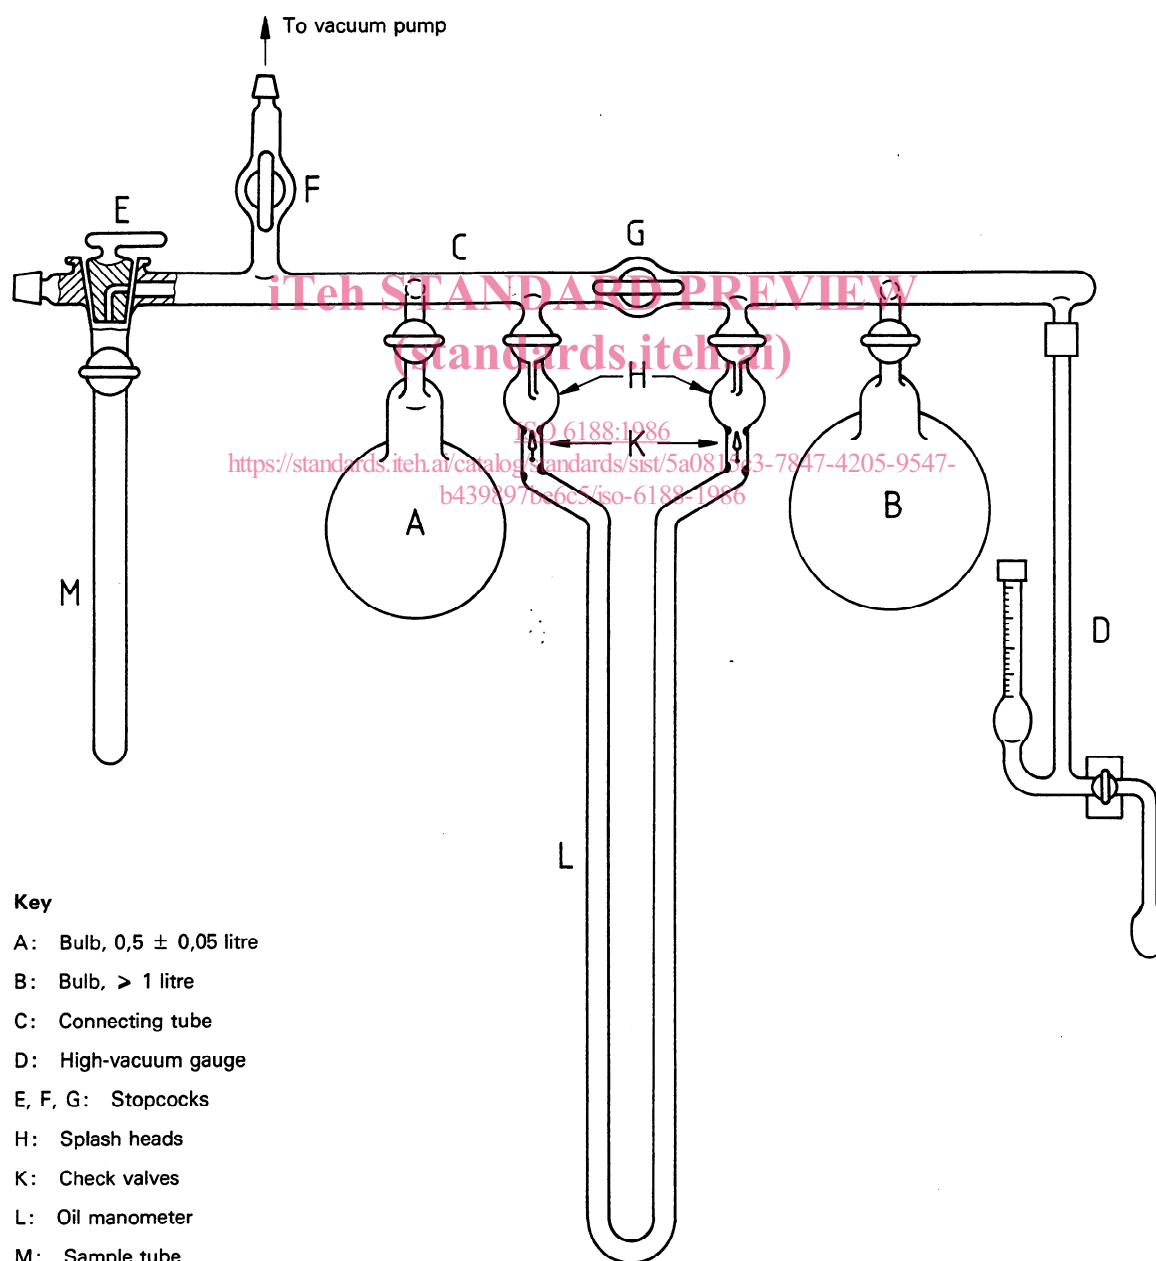 To vacuum pump
F
E
C
G
iTeh STANDARD PREVIEW
(standards.iteh.ai)
H
ISO 6188:1986
K
https://standards.iteh.ai/catalog/standards/sist/5a0815c3-7847-4205-9547-
b439897be6c5/iso-6188-1986
A
B
M
D
L
Key
A: Bulb, 0,5 ± 0,05 litre
B: Bulb, ⩾ 1 litre
C: Connecting tube
D: High-vacuum gauge
E, F, G: Stopcocks
H: Splash heads
K: Check valves
L: Oil manometer
M: Sample tube